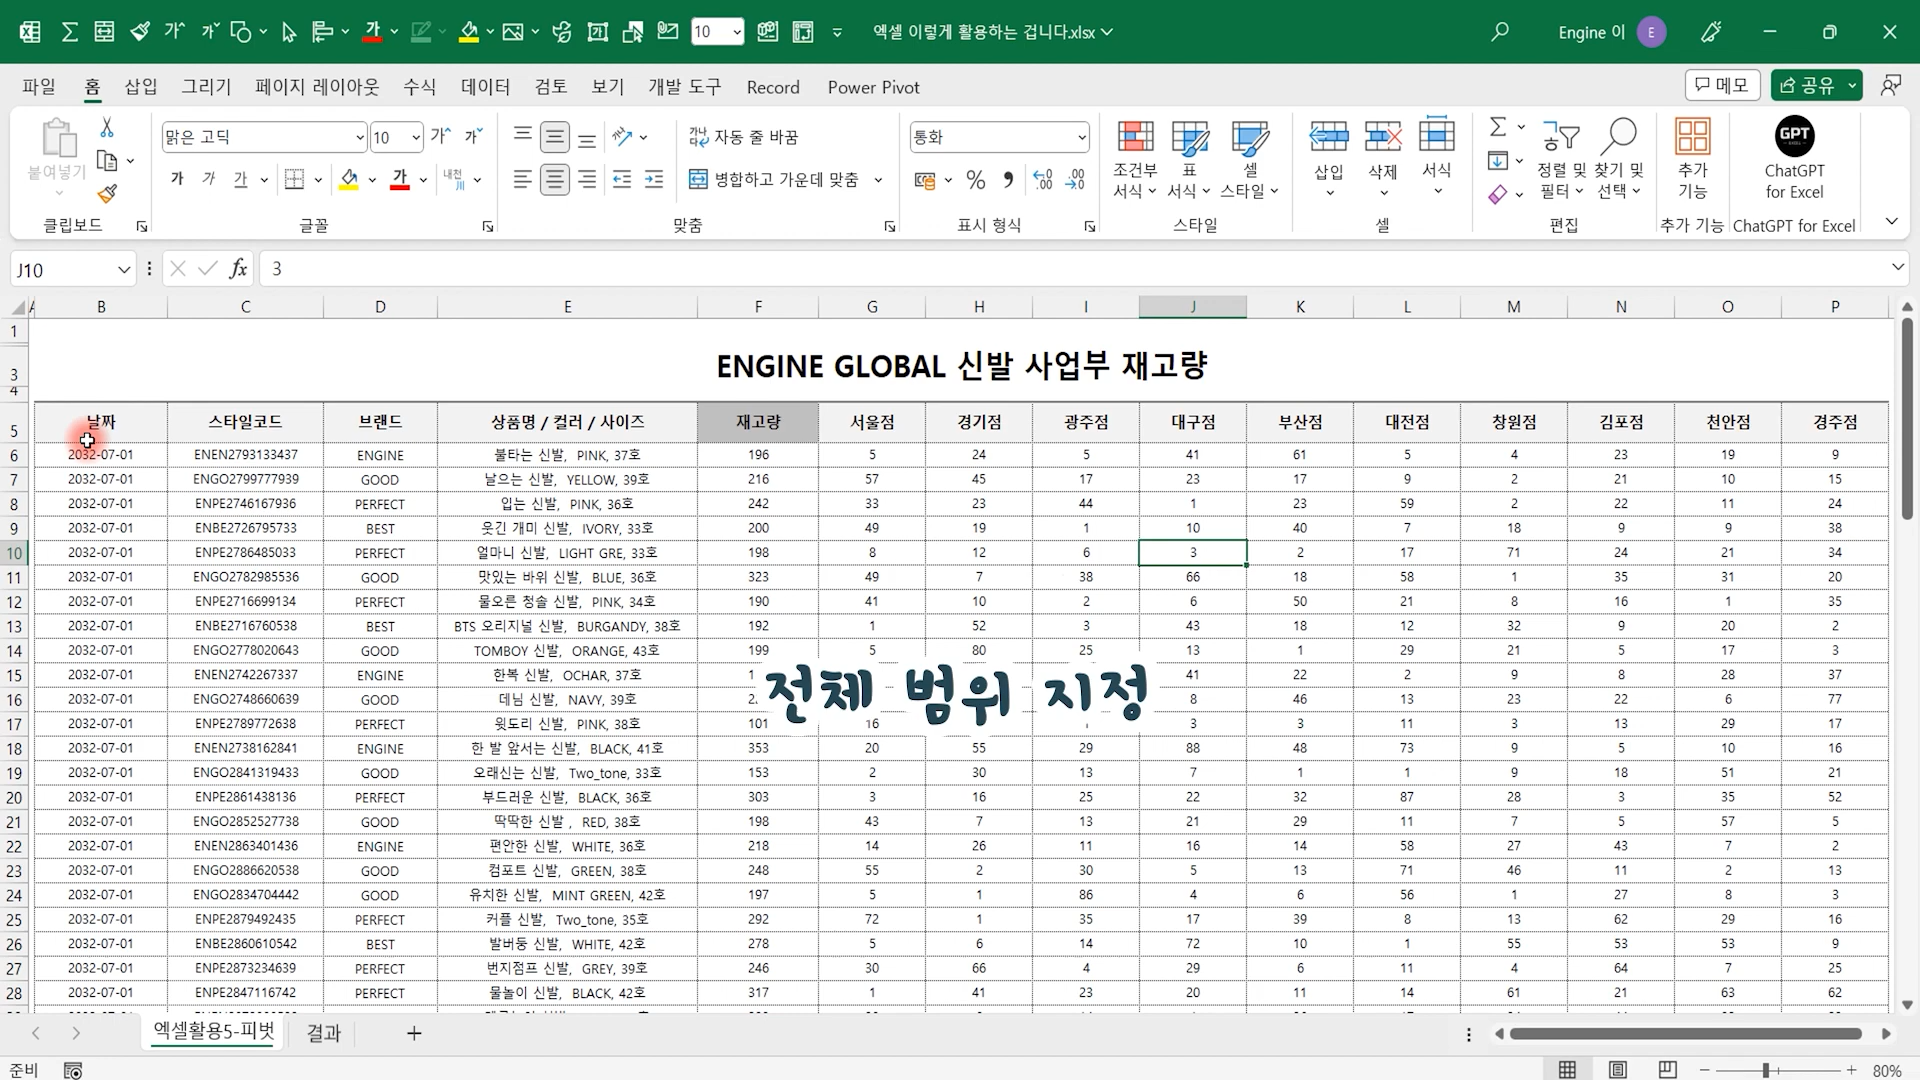 10
엑셀 이렇게 활용하는 겁니다.xlsx
Engine 이
E
파일 홈 삽입 그리기 페이지 레이아웃 수식 데이터 검토 보기 개발 도구 Record Power Pivot
메모
공유
붙여넣기
클립보드
맑은 고딕
10
글꼴
자동 줄 바꿈
병합하고 가운데 맞춤
맞춤
통화
표시 형식
조건부 서식
표 서식
셀 스타일
스타일
삽입
삭제
서식
셀
정렬 및 필터
찾기 및 선택
편집
추가 기능
추가 기능
GPT
ChatGPT for Excel
ChatGPT for Excel
J10
fx
3
A B C D E F G H I J K L M N O P
1
3 ENGINE GLOBAL 신발 사업부 재고량
4
5 날짜 스타일코드 브랜드 상품명 / 컬러 / 사이즈 재고량 서울점 경기점 광주점 대구점 부산점 대전점 창원점 김포점 천안점 경주점
6 2032-07-01 ENEN2793133437 ENGINE 불타는 신발, PINK, 37호 196 5 24 5 41 61 5 4 23 19 9
7 2032-07-01 ENGO2799777939 GOOD 날으는 신발, YELLOW, 39호 216 57 45 17 23 17 9 2 21 10 15
8 2032-07-01 ENPE2746167936 PERFECT 입는 신발, PINK, 36호 242 33 23 44 1 23 59 2 22 11 24
9 2032-07-01 ENBE2726795733 BEST 웃긴 개미 신발, IVORY, 33호 200 49 19 1 10 40 7 18 9 9 38
10 2032-07-01 ENPE2786485033 PERFECT 얼마니 신발, LIGHT GRE, 33호 198 8 12 6 3 2 17 71 24 21 34
11 2032-07-01 ENGO2782985536 GOOD 맛있는 바위 신발, BLUE, 36호 323 49 7 38 66 18 58 1 35 31 20
12 2032-07-01 ENPE2716699134 PERFECT 물오른 청솔 신발, PINK, 34호 190 41 10 2 6 50 21 8 16 1 35
13 2032-07-01 ENBE2716760538 BEST BTS 오리지널 신발, BURGANDY, 38호 192 1 52 3 43 18 12 32 9 20 2
14 2032-07-01 ENGO2778020643 GOOD TOMBOY 신발, ORANGE, 43호 199 5 80 25 13 1 29 21 5 17 3
15 2032-07-01 ENEN2742267337 ENGINE 한복 신발, OCHAR, 37호 41 22 2 9 8 28 37
16 2032-07-01 ENGO2748660639 GOOD 데님 신발, NAVY, 39호 8 46 13 23 22 6 77
전체 범위 지정
17 2032-07-01 ENPE2789772638 PERFECT 윗도리 신발, PINK, 38호 101 16 3 3 11 3 13 29 17
18 2032-07-01 ENEN2738162841 ENGINE 한 발 앞서는 신발, BLACK, 41호 353 20 55 29 88 48 73 9 5 10 16
19 2032-07-01 ENGO2841319433 GOOD 오래신는 신발, Two_tone, 33호 153 2 30 13 7 1 1 9 18 51 21
20 2032-07-01 ENPE2861438136 PERFECT 부드러운 신발, BLACK, 36호 303 3 16 25 22 32 87 28 3 35 52
21 2032-07-01 ENGO2852527738 GOOD 딱딱한 신발 , RED, 38호 198 43 7 13 21 29 11 7 5 57 5
22 2032-07-01 ENEN2863401436 ENGINE 편안한 신발, WHITE, 36호 218 14 26 11 16 14 58 27 43 7 2
23 2032-07-01 ENGO2886620538 GOOD 컴포트 신발, GREEN, 38호 248 55 2 30 5 13 71 46 11 2 13
24 2032-07-01 ENGO2834704442 GOOD 유치한 신발, MINT GREEN, 42호 197 5 1 86 4 6 56 1 27 8 3
25 2032-07-01 ENPE2879492435 PERFECT 커플 신발, Two_tone, 35호 292 72 1 35 17 39 8 13 62 29 16
26 2032-07-01 ENBE2860610542 BEST 발버둥 신발, WHITE, 42호 278 5 6 14 72 10 1 55 53 53 9
27 2032-07-01 ENPE2873234639 PERFECT 번지점프 신발, GREY, 39호 246 30 66 4 29 6 11 4 64 7 25
28 2032-07-01 ENPE2847116742 PERFECT 물놀이 신발, BLACK, 42호 317 1 41 23 20 11 14 61 21 63 62
엑셀활용5-피벗 결과
준비
80%